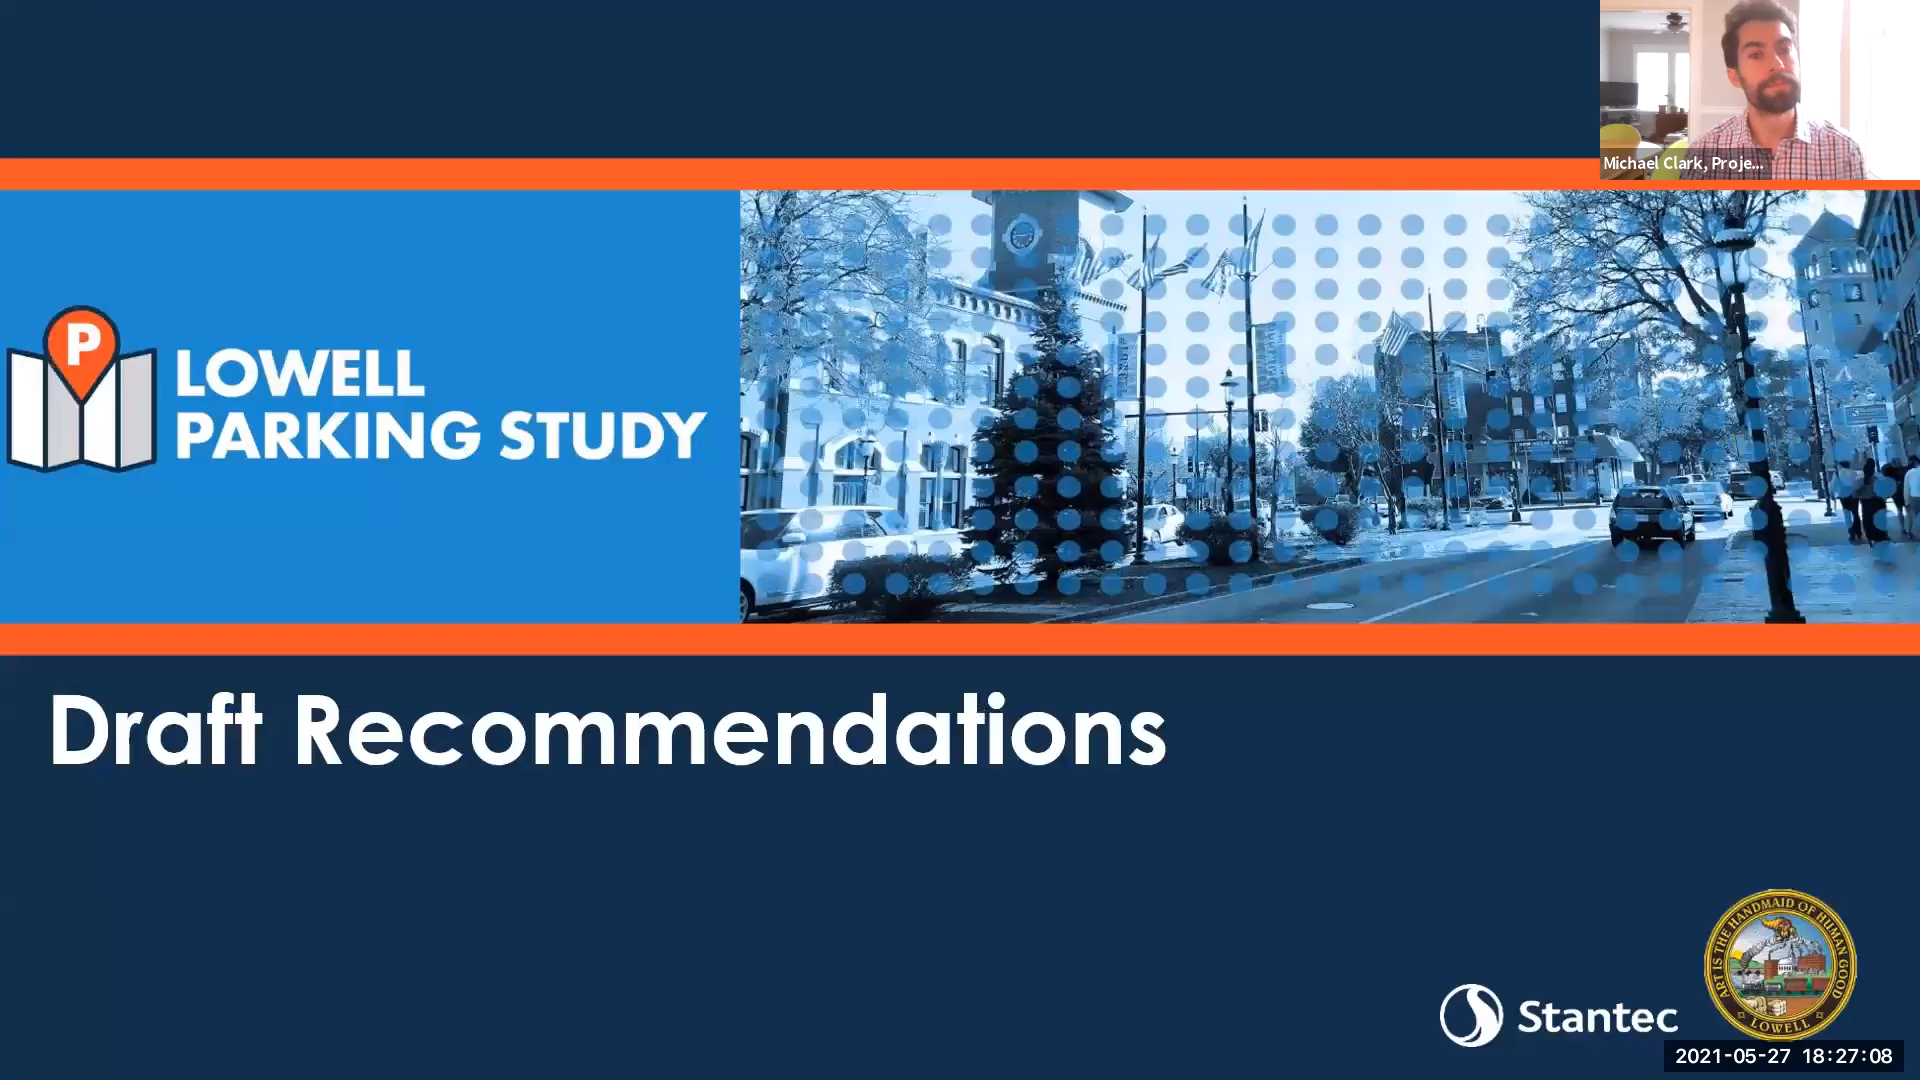 Michael Clark, Proje...
P
LOWELL
PARKING STUDY
Draft Recommendations
Stantec
ART IS THE HANDMAID OF HUMAN GOOD
LOWELL
2021-05-27 18:27:08